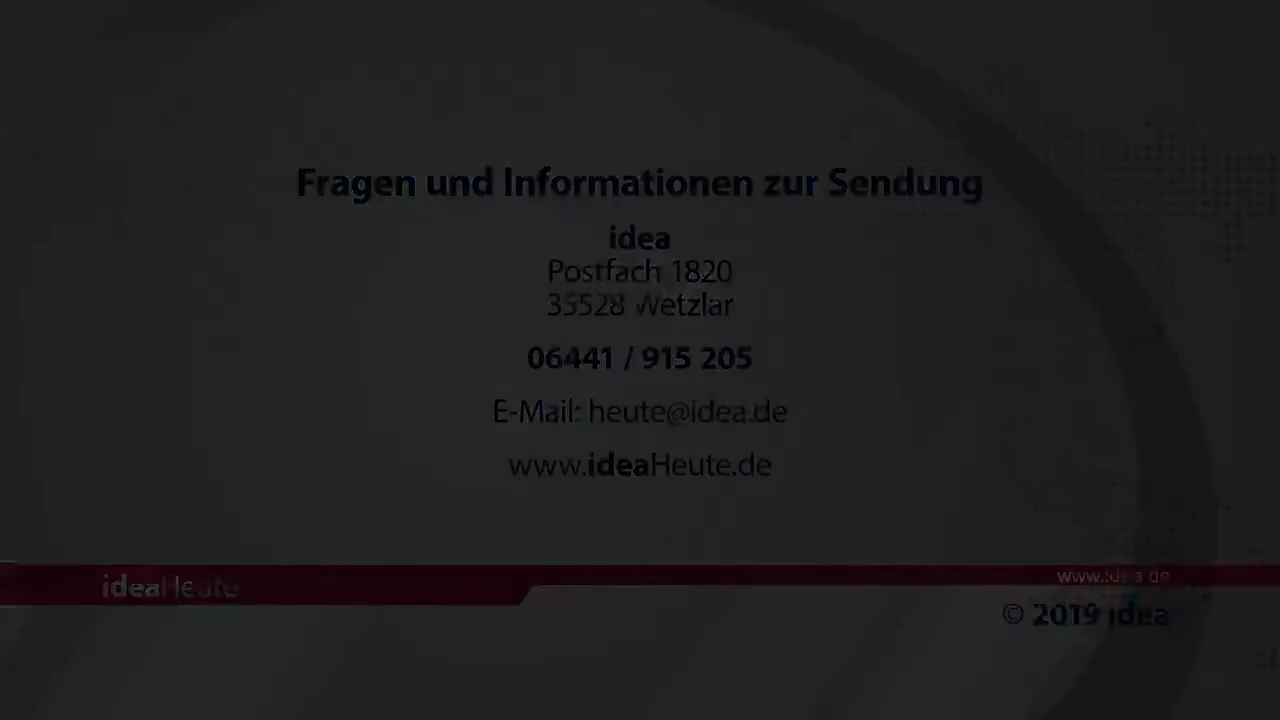 Fragen und Informationen zur Sendung
idea
Postfach 1820
35528 Wetzlar
06441 / 915 205
E-Mail: heute@idea.de
www.ideaHeute.de
ideaHeute
www.idea.de
© 2019 idea